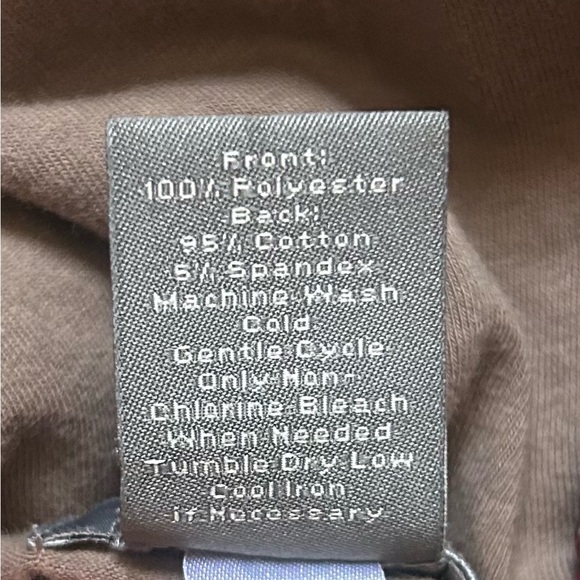 Front:
100% Polyester
Back:
95% Cotton
5% Spandex
Machine Wash
Cold
Gentle Cycle
Only Non-
Chlorine Bleach
When Needed
Tumble Dry Low
Cool Iron
if Necessary